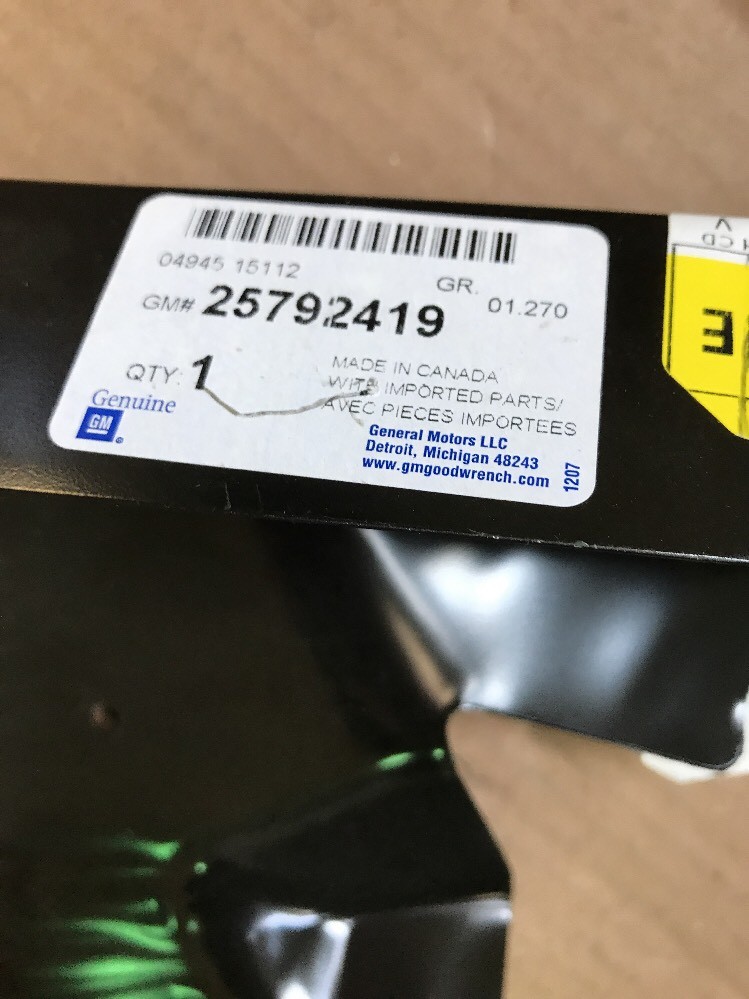 04945 15112
GR. 01.270
GM# 25792419
QTY: 1
MADE IN CANADA
WITH IMPORTED PARTS/
AVEC PIECES IMPORTEES
Genuine
GM
General Motors LLC
Detroit, Michigan 48243
www.gmgoodwrench.com
1207
E